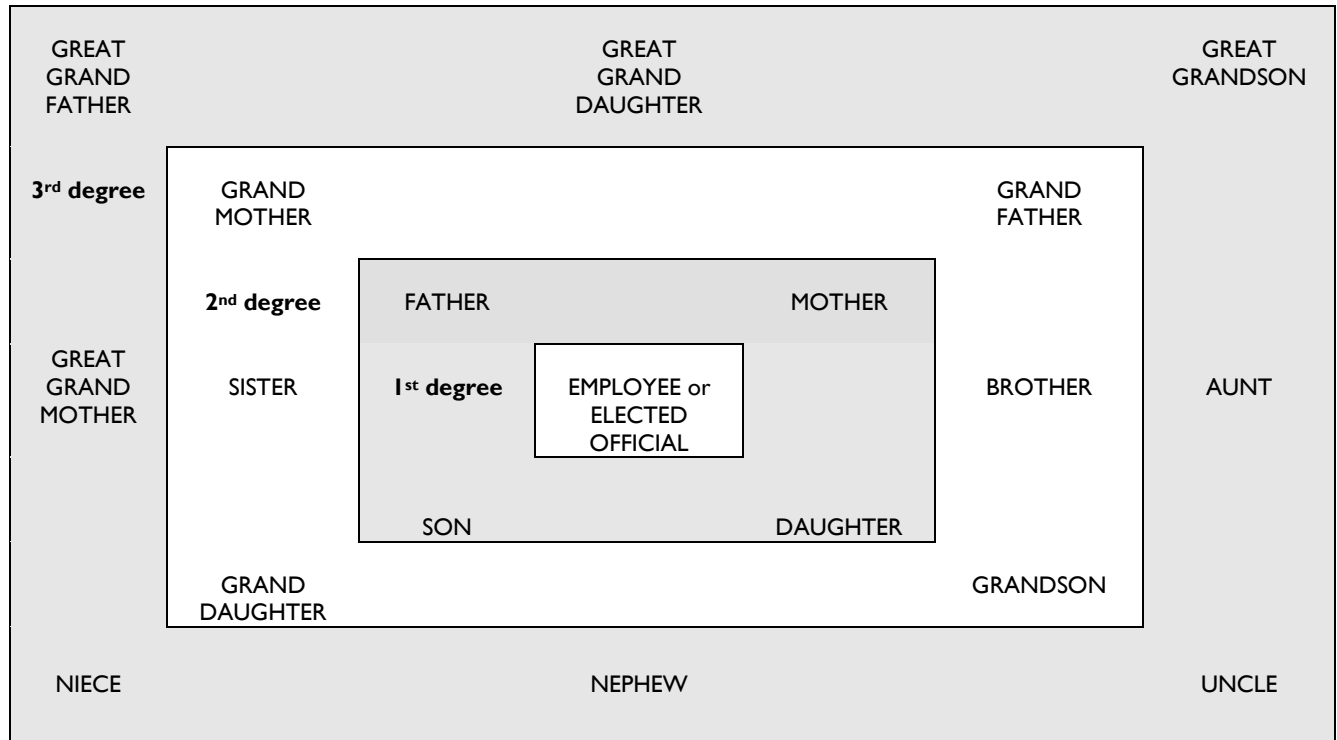 GREAT
GRAND
FATHER
GREAT
GRAND
DAUGHTER
GREAT
GRANDSON
3rd degree
GRAND
MOTHER
GRAND
FATHER
2nd degree
FATHER
MOTHER
GREAT
GRAND
MOTHER
SISTER
1st degree
EMPLOYEE or
ELECTED
OFFICIAL
BROTHER
AUNT
SON
DAUGHTER
GRAND
DAUGHTER
GRANDSON
NIECE
NEPHEW
UNCLE